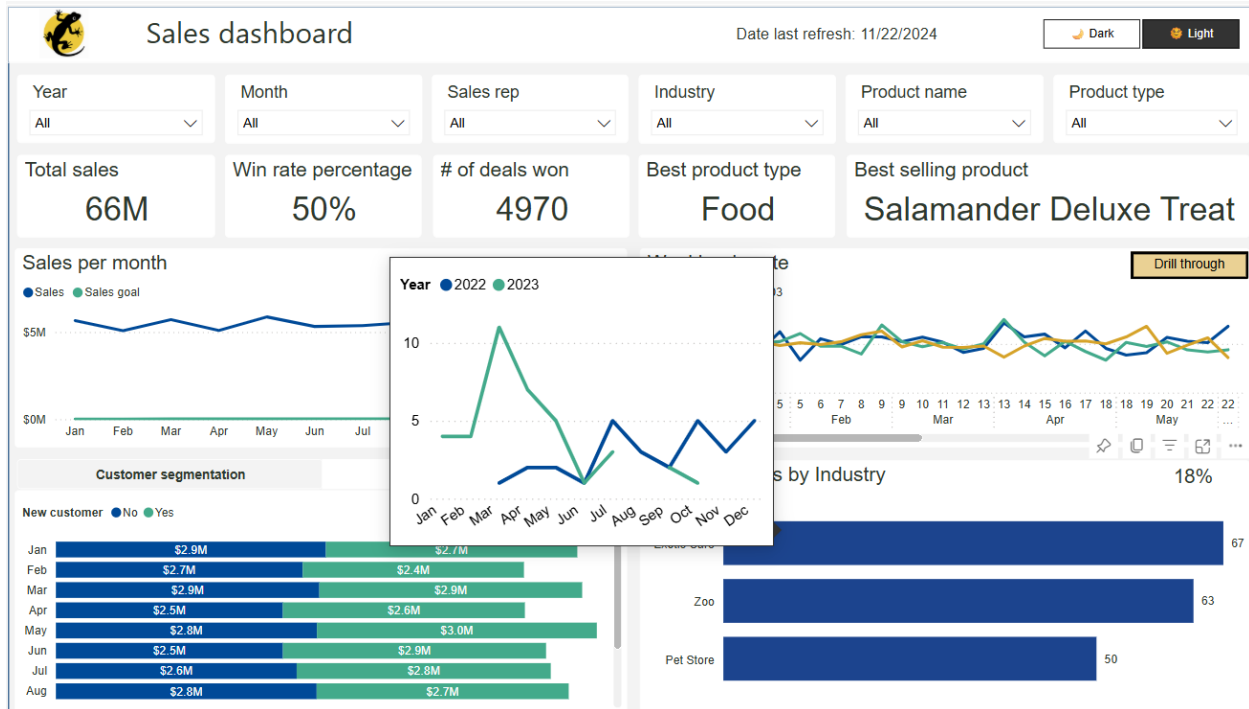 Sales dashboard
Date last refresh: 11/22/2024
Dark
Light
Year
Month
Sales rep
Industry
Product name
Product type
All
All
All
All
All
All
Total sales
Win rate percentage
# of deals won
Best product type
Best selling product
66M
50%
4970
Food
Salamander Deluxe Treat
Sales per month
Sales
Sales goal
$5M
$0M
Jan
Feb
Mar
Apr
May
Jun
Jul
Year 2022 2023
10
5
0
Jan
Feb
Mar
Apr
May
Jun
Jul
Aug
Sep
Oct
Nov
Dec
Drill through
5 5 6 7 8 9 9 10 11 12 13 13 14 15 16 17 18 18 19 20 21 22 22
Feb
Mar
Apr
May
...
Customer segmentation
New customer No Yes
Jan $2.9M $2.7M
Feb $2.7M $2.4M
Mar $2.9M $2.9M
Apr $2.5M $2.6M
May $2.8M $3.0M
Jun $2.5M $2.9M
Jul $2.6M $2.8M
Aug $2.8M $2.7M
by Industry
18%
67
Zoo
63
Pet Store
50